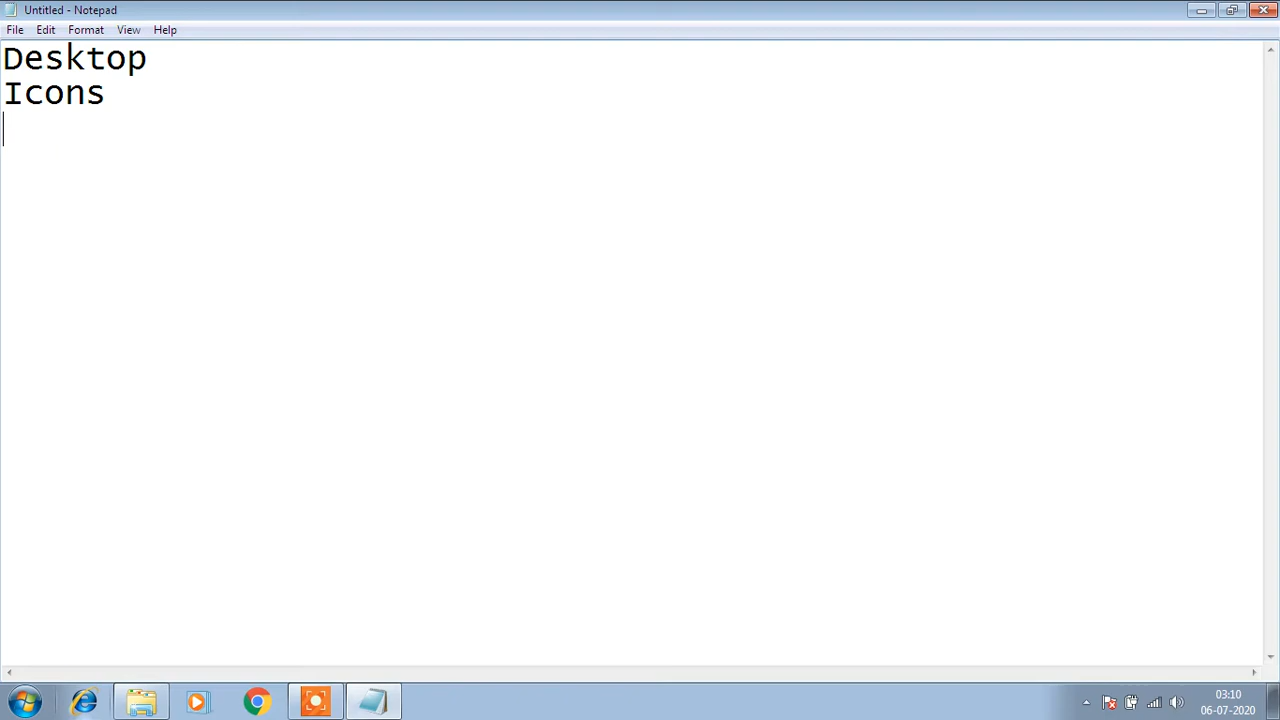 Untitled - Notepad
File Edit Format View Help
Desktop
Icons
03:10
06-07-2020